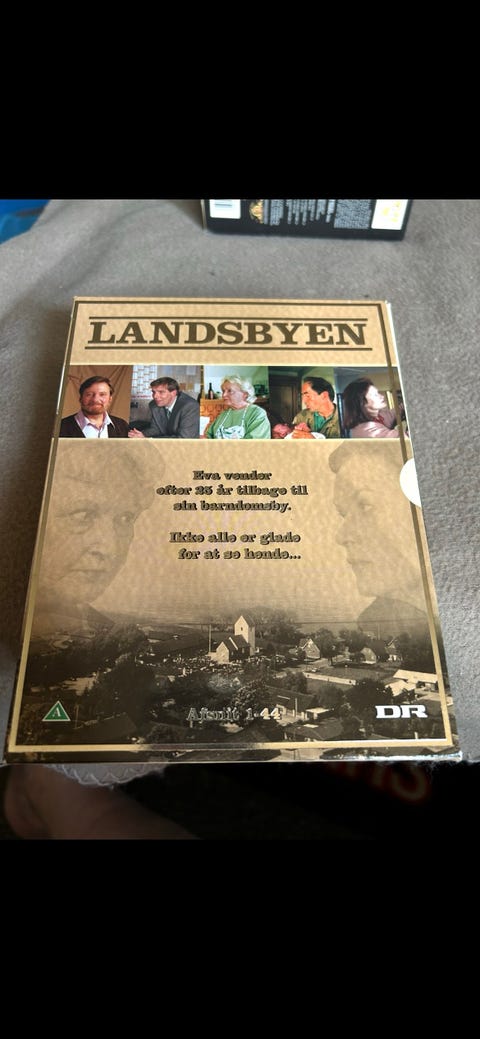 LANDSBYEN
Eva vender
efter 25 år tilbage til
sin barndomsby.
Ikke alle er glade
for at se hende...
A
Afsnit 1-44
DR